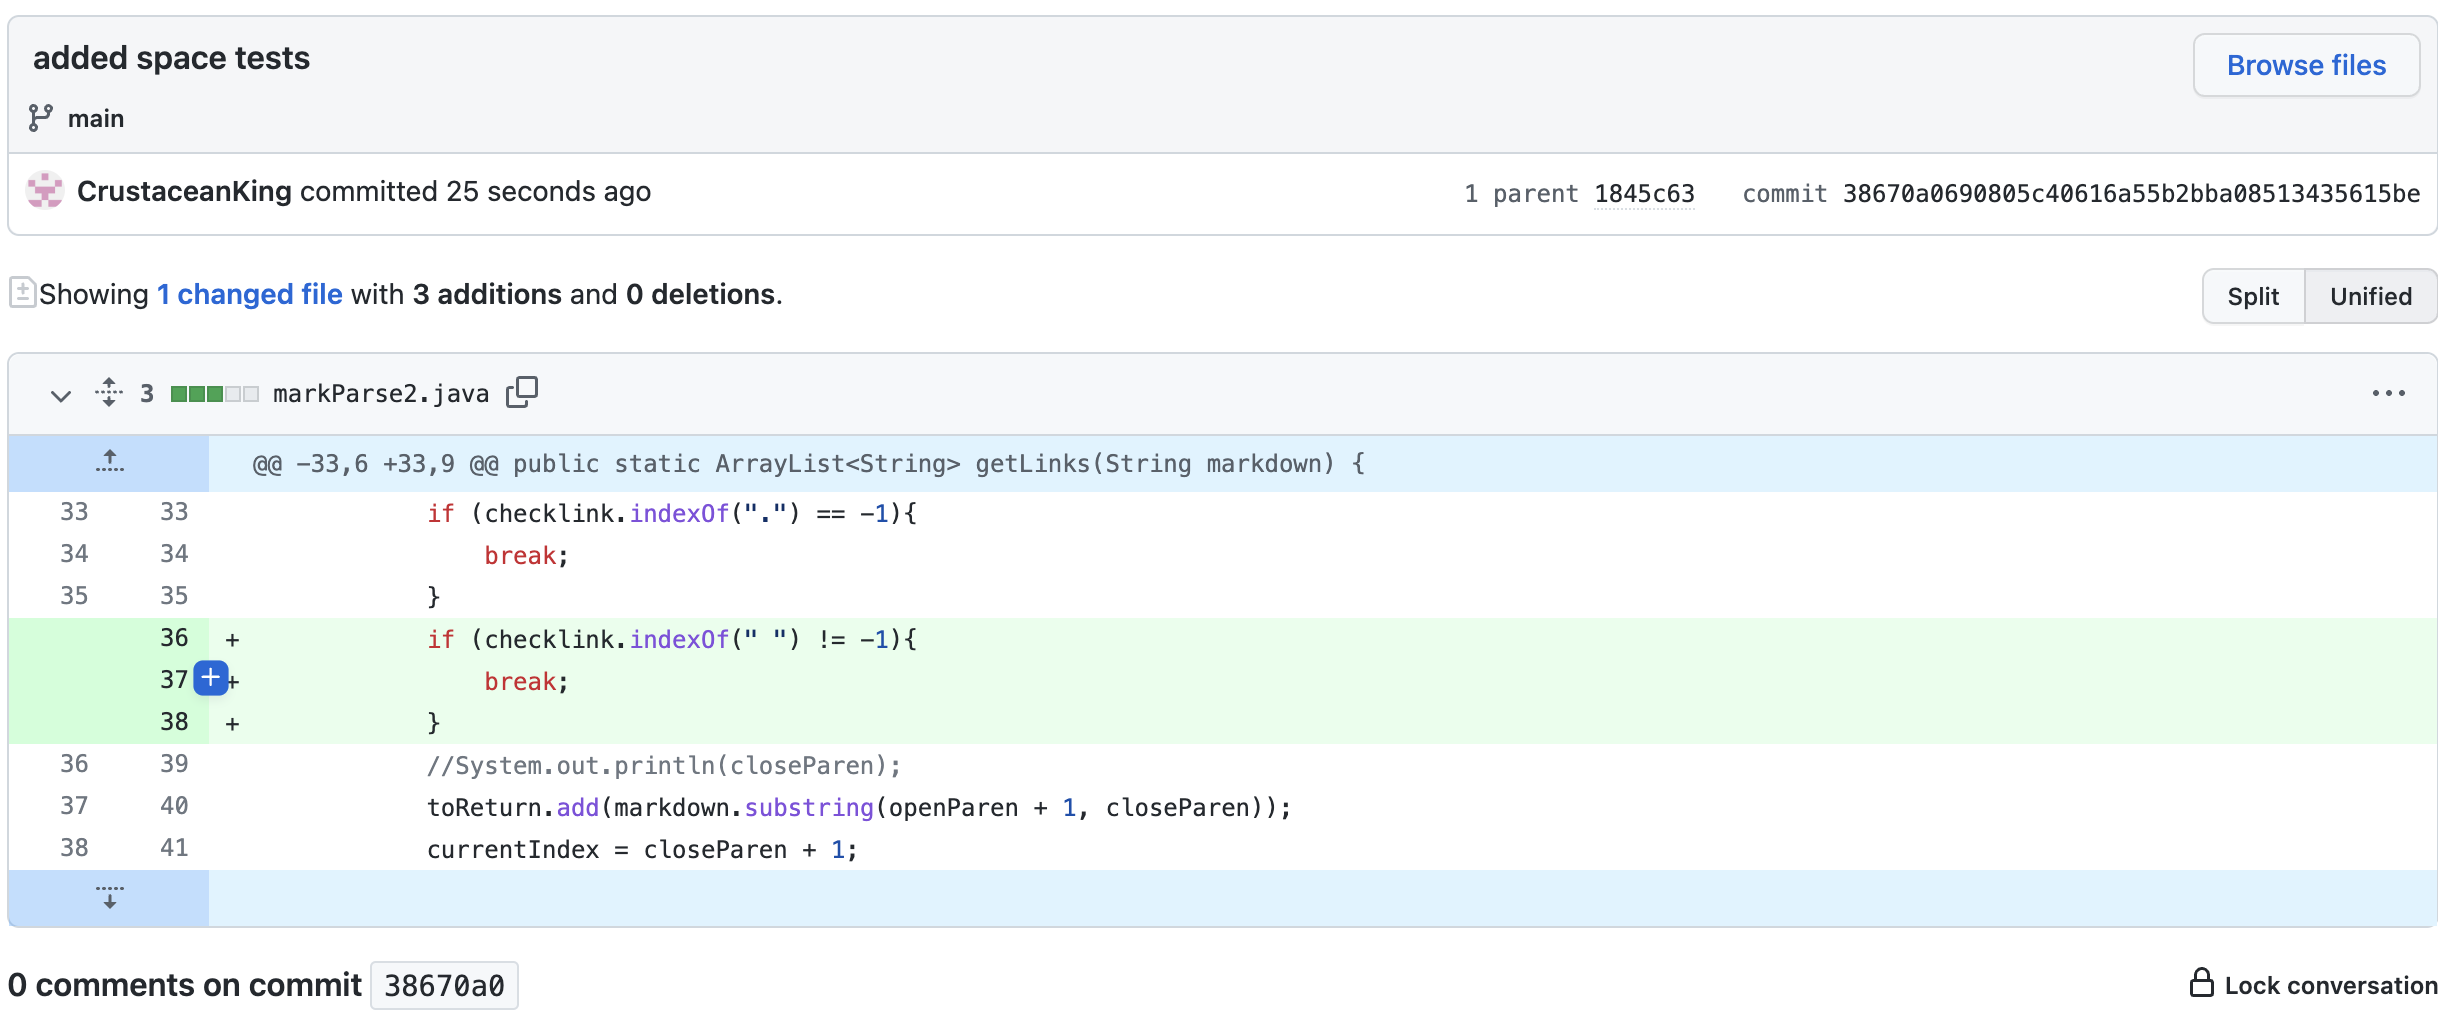 added space tests
Browse files
main
CrustaceanKing committed 25 seconds ago
1 parent 1845c63 commit 38670a0690805c40616a55b2bba08513435615be
Showing 1 changed file with 3 additions and 0 deletions.
Split Unified
3 markParse2.java
@@ -33,6 +33,9 @@ public static ArrayList<String> getLinks(String markdown) {
33 33 if (checklink.indexOf(".") == -1){
34 34 break;
35 35 }
36 + if (checklink.indexOf(" ") != -1){
37 + break;
38 + }
36 39 //System.out.println(closeParen);
37 40 toReturn.add(markdown.substring(openParen + 1, closeParen));
38 41 currentIndex = closeParen + 1;
0 comments on commit 38670a0
Lock conversation